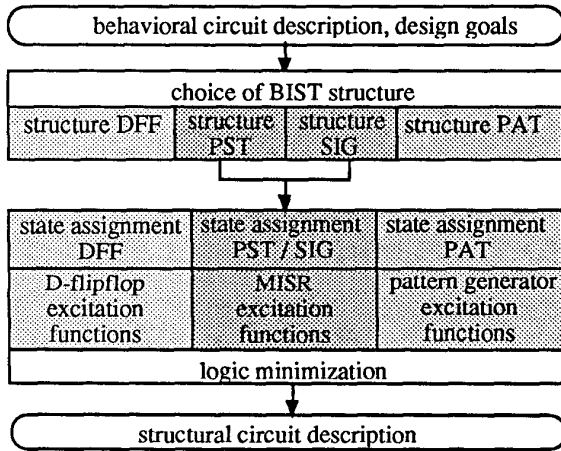 behavioral circuit description, design goals
choice of BIST structure
structure DFF
structure
PST
structure
SIG
structure PAT
state assignment
DFF
state assignment
PST / SIG
state assignment
PAT
D-flipflop
excitation
functions
MISR
excitation
functions
pattern generator
excitation
functions
logic minimization
structural circuit description